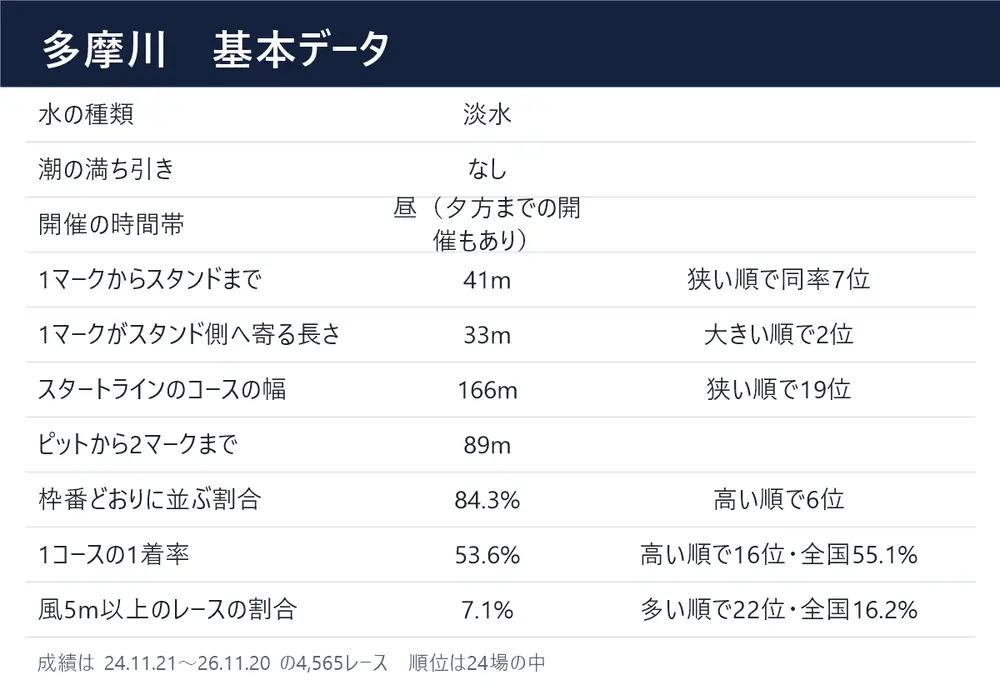 多摩川　基本データ
水の種類　淡水
潮の満ち引き　なし
開催の時間帯　昼（夕方までの開
催もあり）
1マークからスタンドまで　41m　狭い順で同率7位
1マークがスタンド側へ寄る長さ　33m　大きい順で2位
スタートラインのコースの幅　166m　狭い順で19位
ピットから2マークまで　89m
枠番どおりに並ぶ割合　84.3%　高い順で6位
1コースの1着率　53.6%　高い順で16位・全国55.1%
風5m以上のレースの割合　7.1%　多い順で22位・全国16.2%
成績は 24.11.21～26.11.20 の4,565レース　順位は24場の中